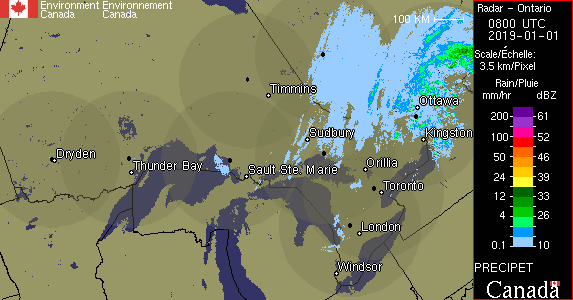 Environment Environnement
Canada Canada
100 KM
Timmins
Ottawa
Sudbury
Kingston
Dryden
Thunder Bay
Sault Ste. Marie
Orillia
Toronto
London
Windsor
Radar - Ontario
0800 UTC
2019-01-01
Scale/Échelle:
3.5 km/Pixel
Rain/Pluie
mm/hr dBZ
200 61
100 52
50 46
24 39
12 33
4 26
1 20
0.1 10
PRECIPET
Canada